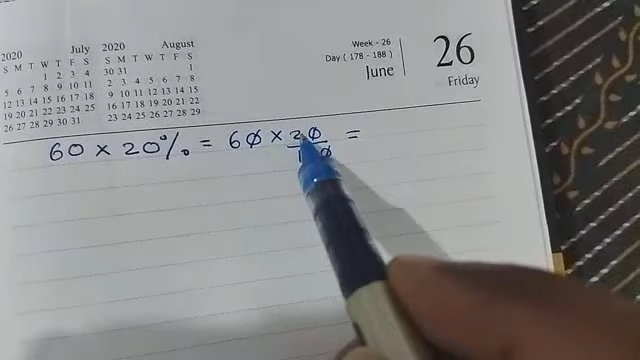 2020 July
S M T W T F S
1 2 3 4
5 6 7 8 9 10 11
12 13 14 15 16 17 18
19 20 21 22 23 24 25
26 27 28 29 30 31
2020 August
S M T W T F S
30 31 1
2 3 4 5 6 7 8
9 10 11 12 13 14 15
16 17 18 19 20 21 22
23 24 25 26 27 28 29
Week - 26
Day ( 178 - 188 )
June
26
Friday
60 × 20% = 60 × 20/100 =